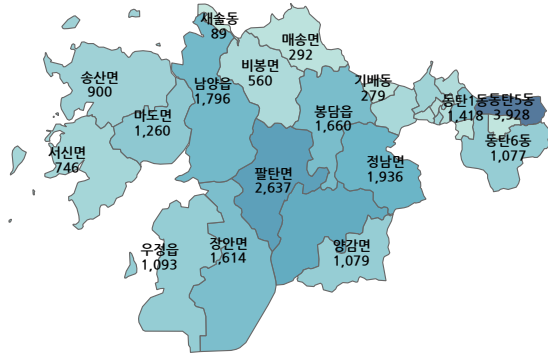 새솔동
89
매송면
292
송산면
900
비봉면
560
남양읍
1,796
기배동
279
마도면
1,260
봉담읍
1,660
동탄1동
1,418
동탄5동
3,928
서신면
746
동탄6동
1,077
팔탄면
2,637
정남면
1,936
우정읍
1,093
장안면
1,614
양감면
1,079